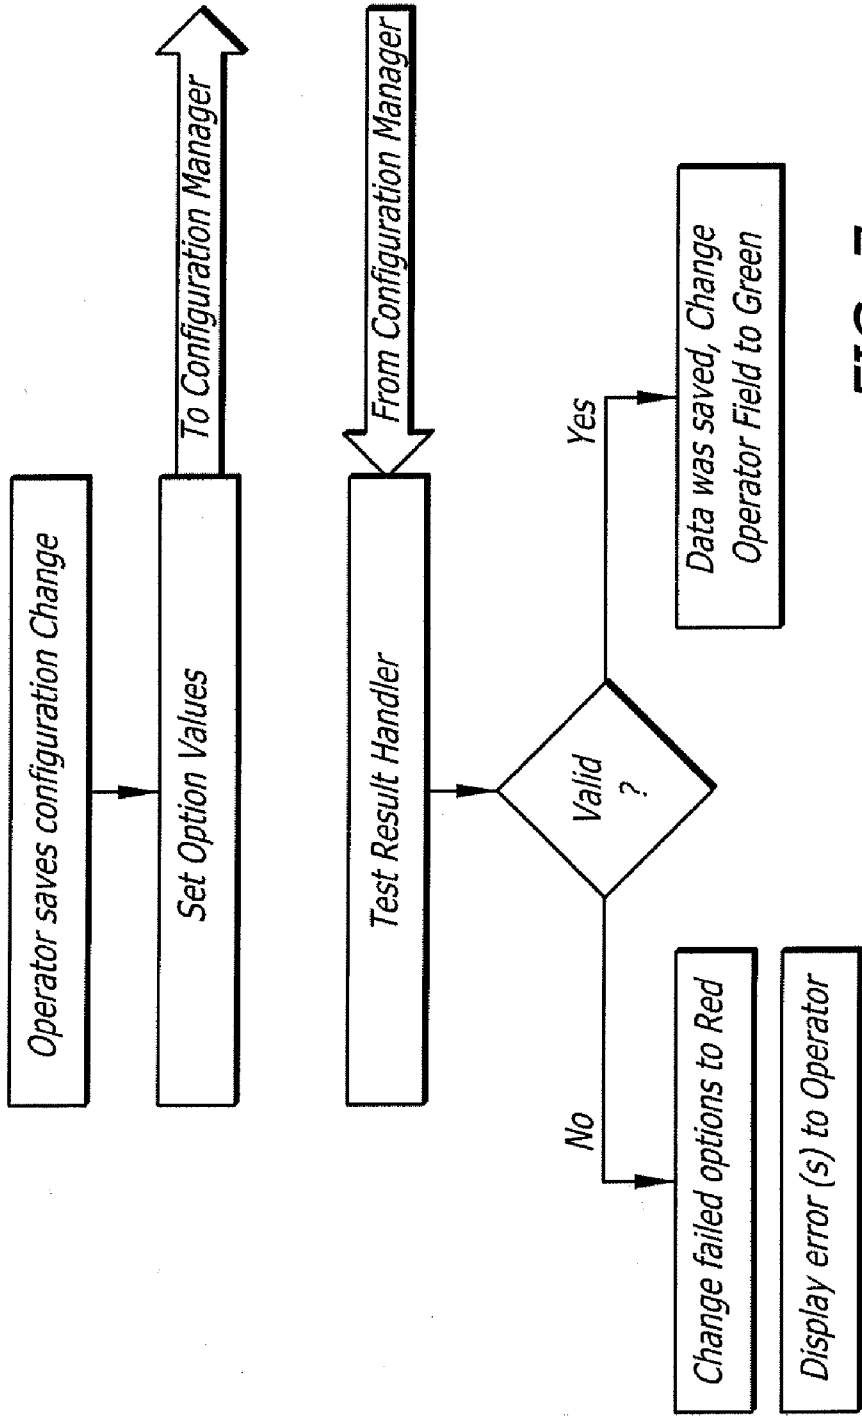 Operator saves configuration Change
Set Option Values
To Configuration Manager
From Configuration Manager
Test Result Handler
Valid
?
No
Yes
Change failed options to Red
Display error (s) to Operator
Data was saved, Change
Operator Field to Green